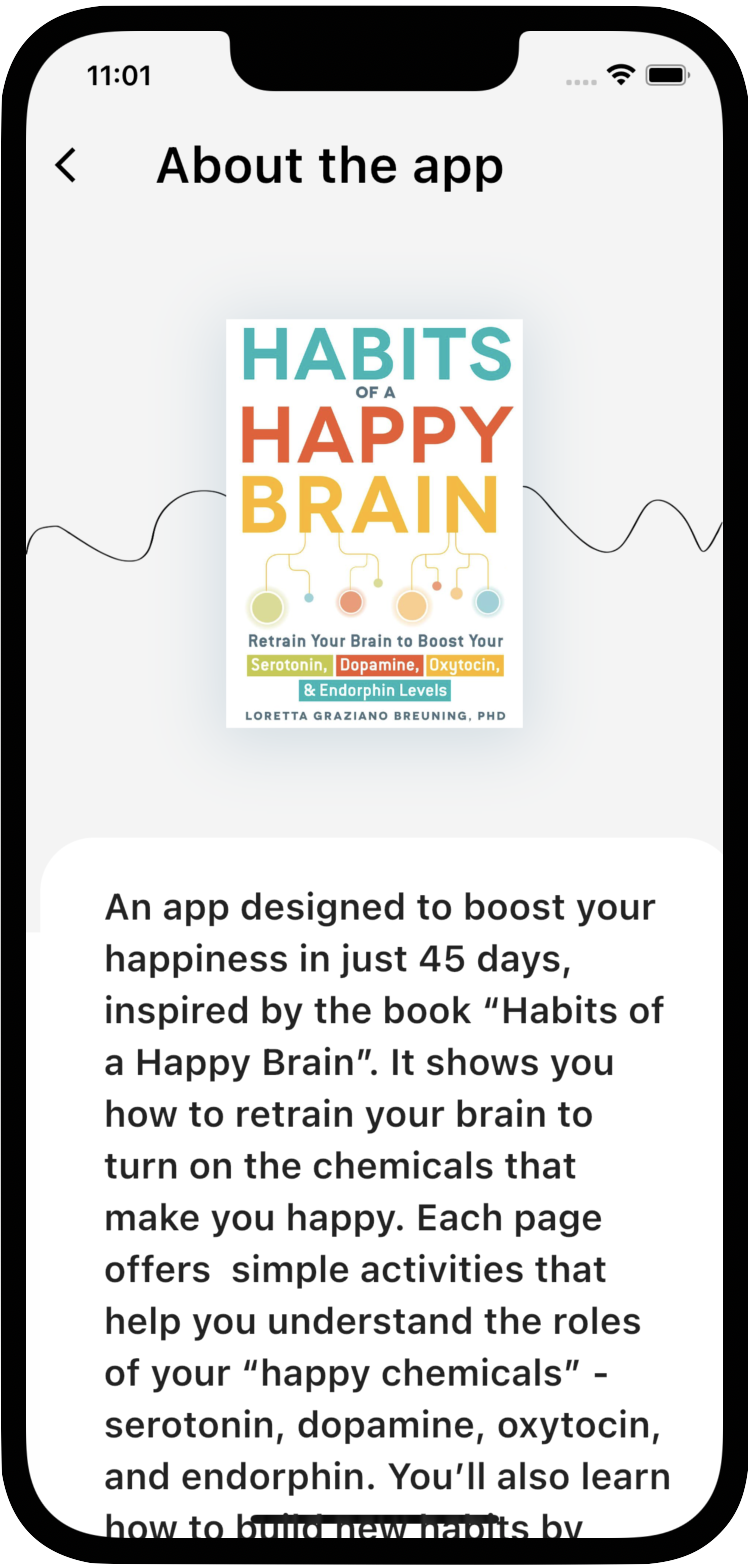 11:01
About the app
HABITS
OF A
HAPPY
BRAIN
Retrain Your Brain to Boost Your
Serotonin, Dopamine, Oxytocin,
& Endorphin Levels
LORETTA GRAZIANO BREUNING, PHD
An app designed to boost your
happiness in just 45 days,
inspired by the book “Habits of
a Happy Brain”. It shows you
how to retrain your brain to
turn on the chemicals that
make you happy. Each page
offers  simple activities that
help you understand the roles
of your “happy chemicals” -
serotonin, dopamine, oxytocin,
and endorphin. You’ll also learn
how to build new habits by